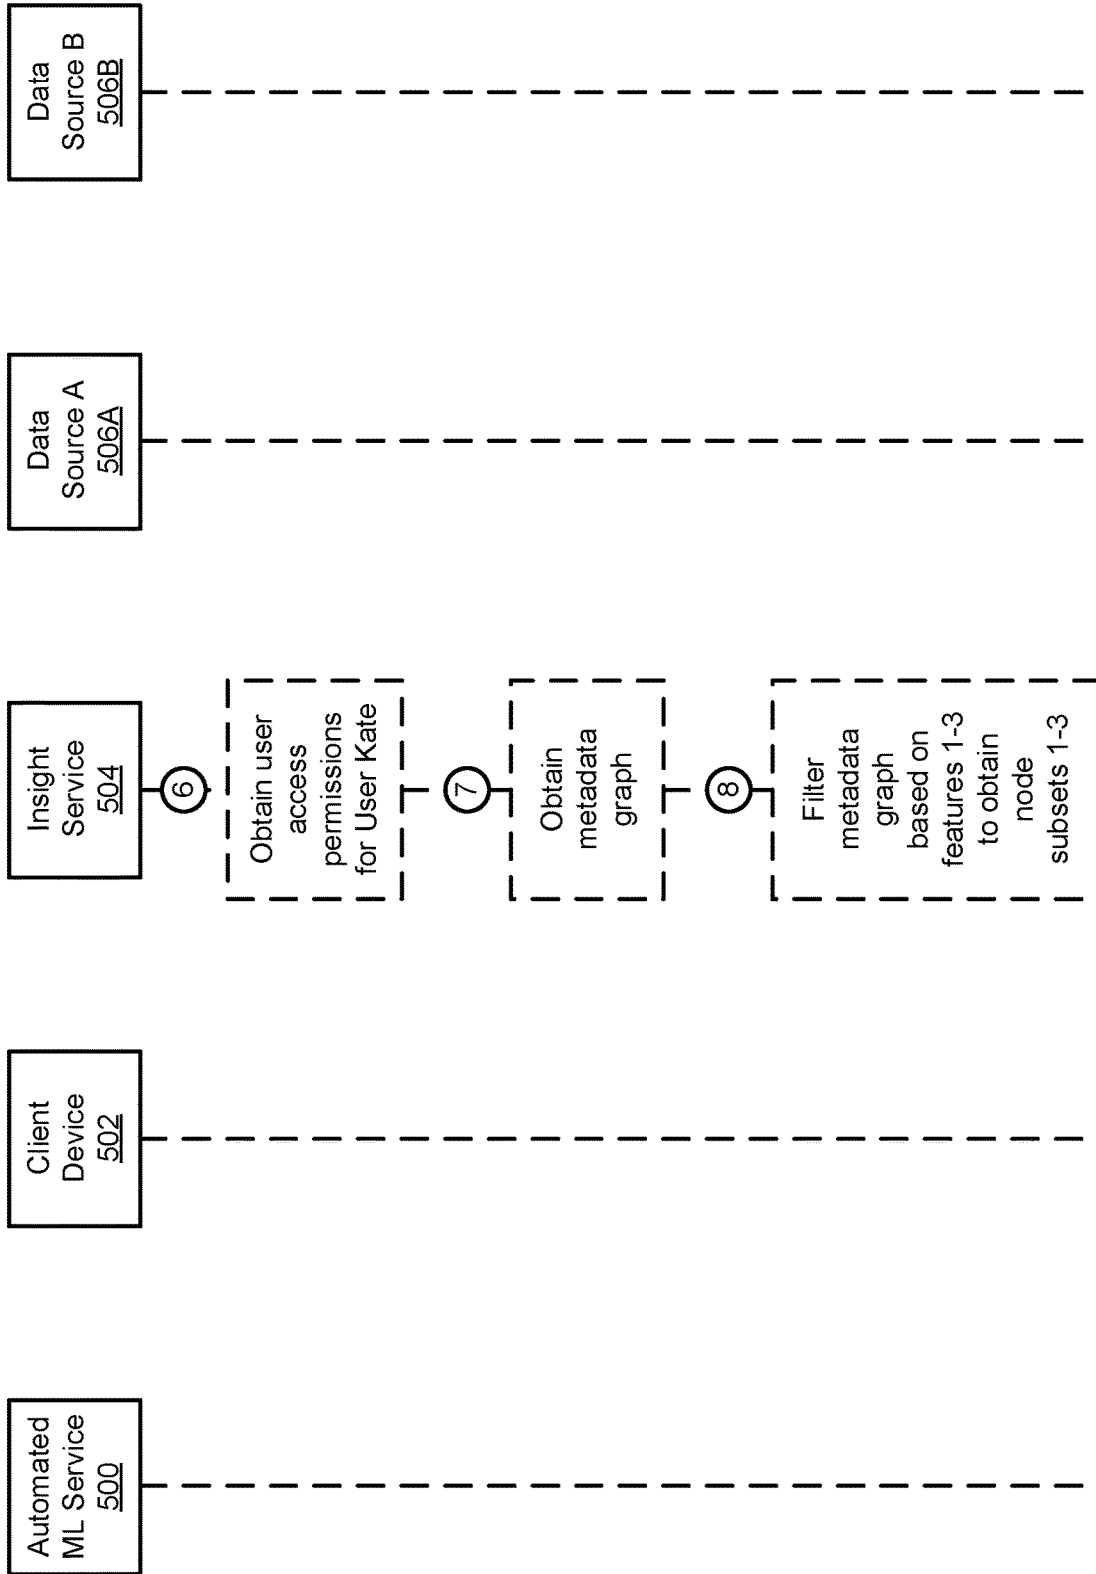 Automated
ML Service
500
Client
Device
502
Insight
Service
504
Data
Source A
506A
Data
Source B
506B
6
Obtain user
access
permissions
for User Kate
7
Obtain
metadata
graph
8
Filter
metadata
graph
based on
features 1-3
to obtain
node
subsets 1-3